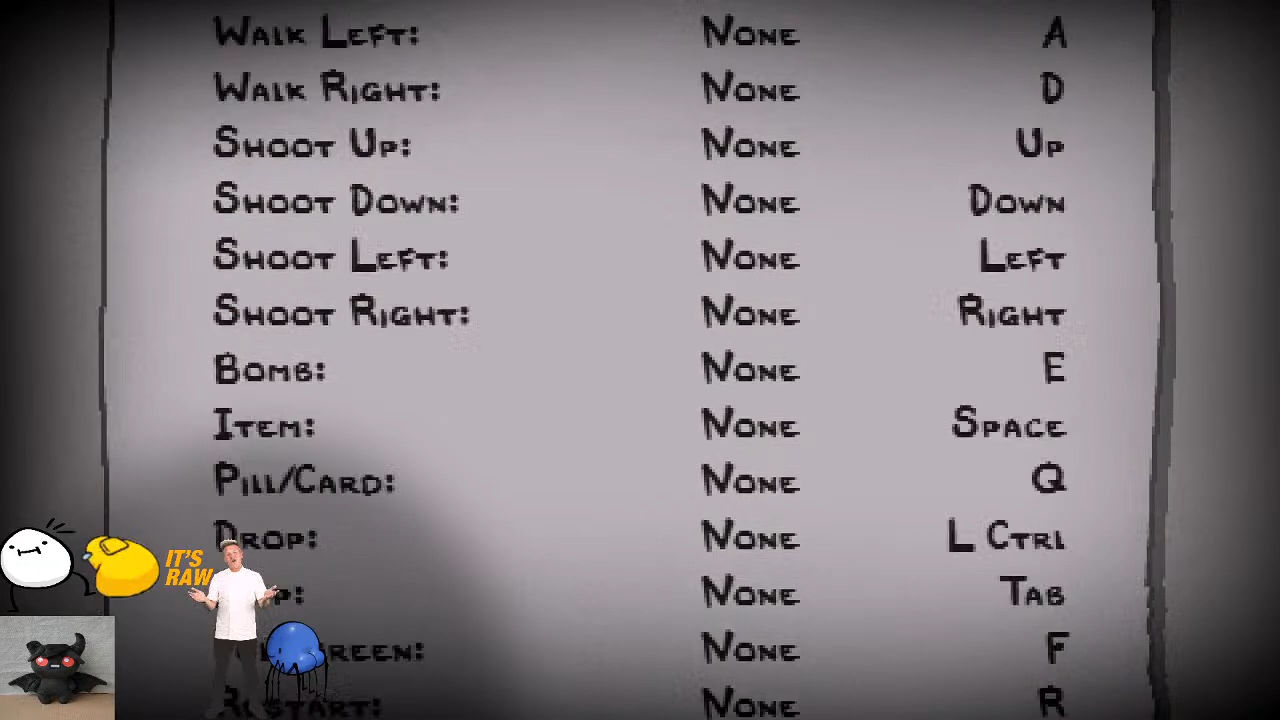 Walk Left: None A
Walk Right: None D
Shoot Up: None Up
Shoot Down: None Down
Shoot Left: None Left
Shoot Right: None Right
Bomb: None E
Item: None Space
Pill/Card: None Q
Drop: None L Ctrl
IT'S
RAW
None Tab
None F
Restart: None R